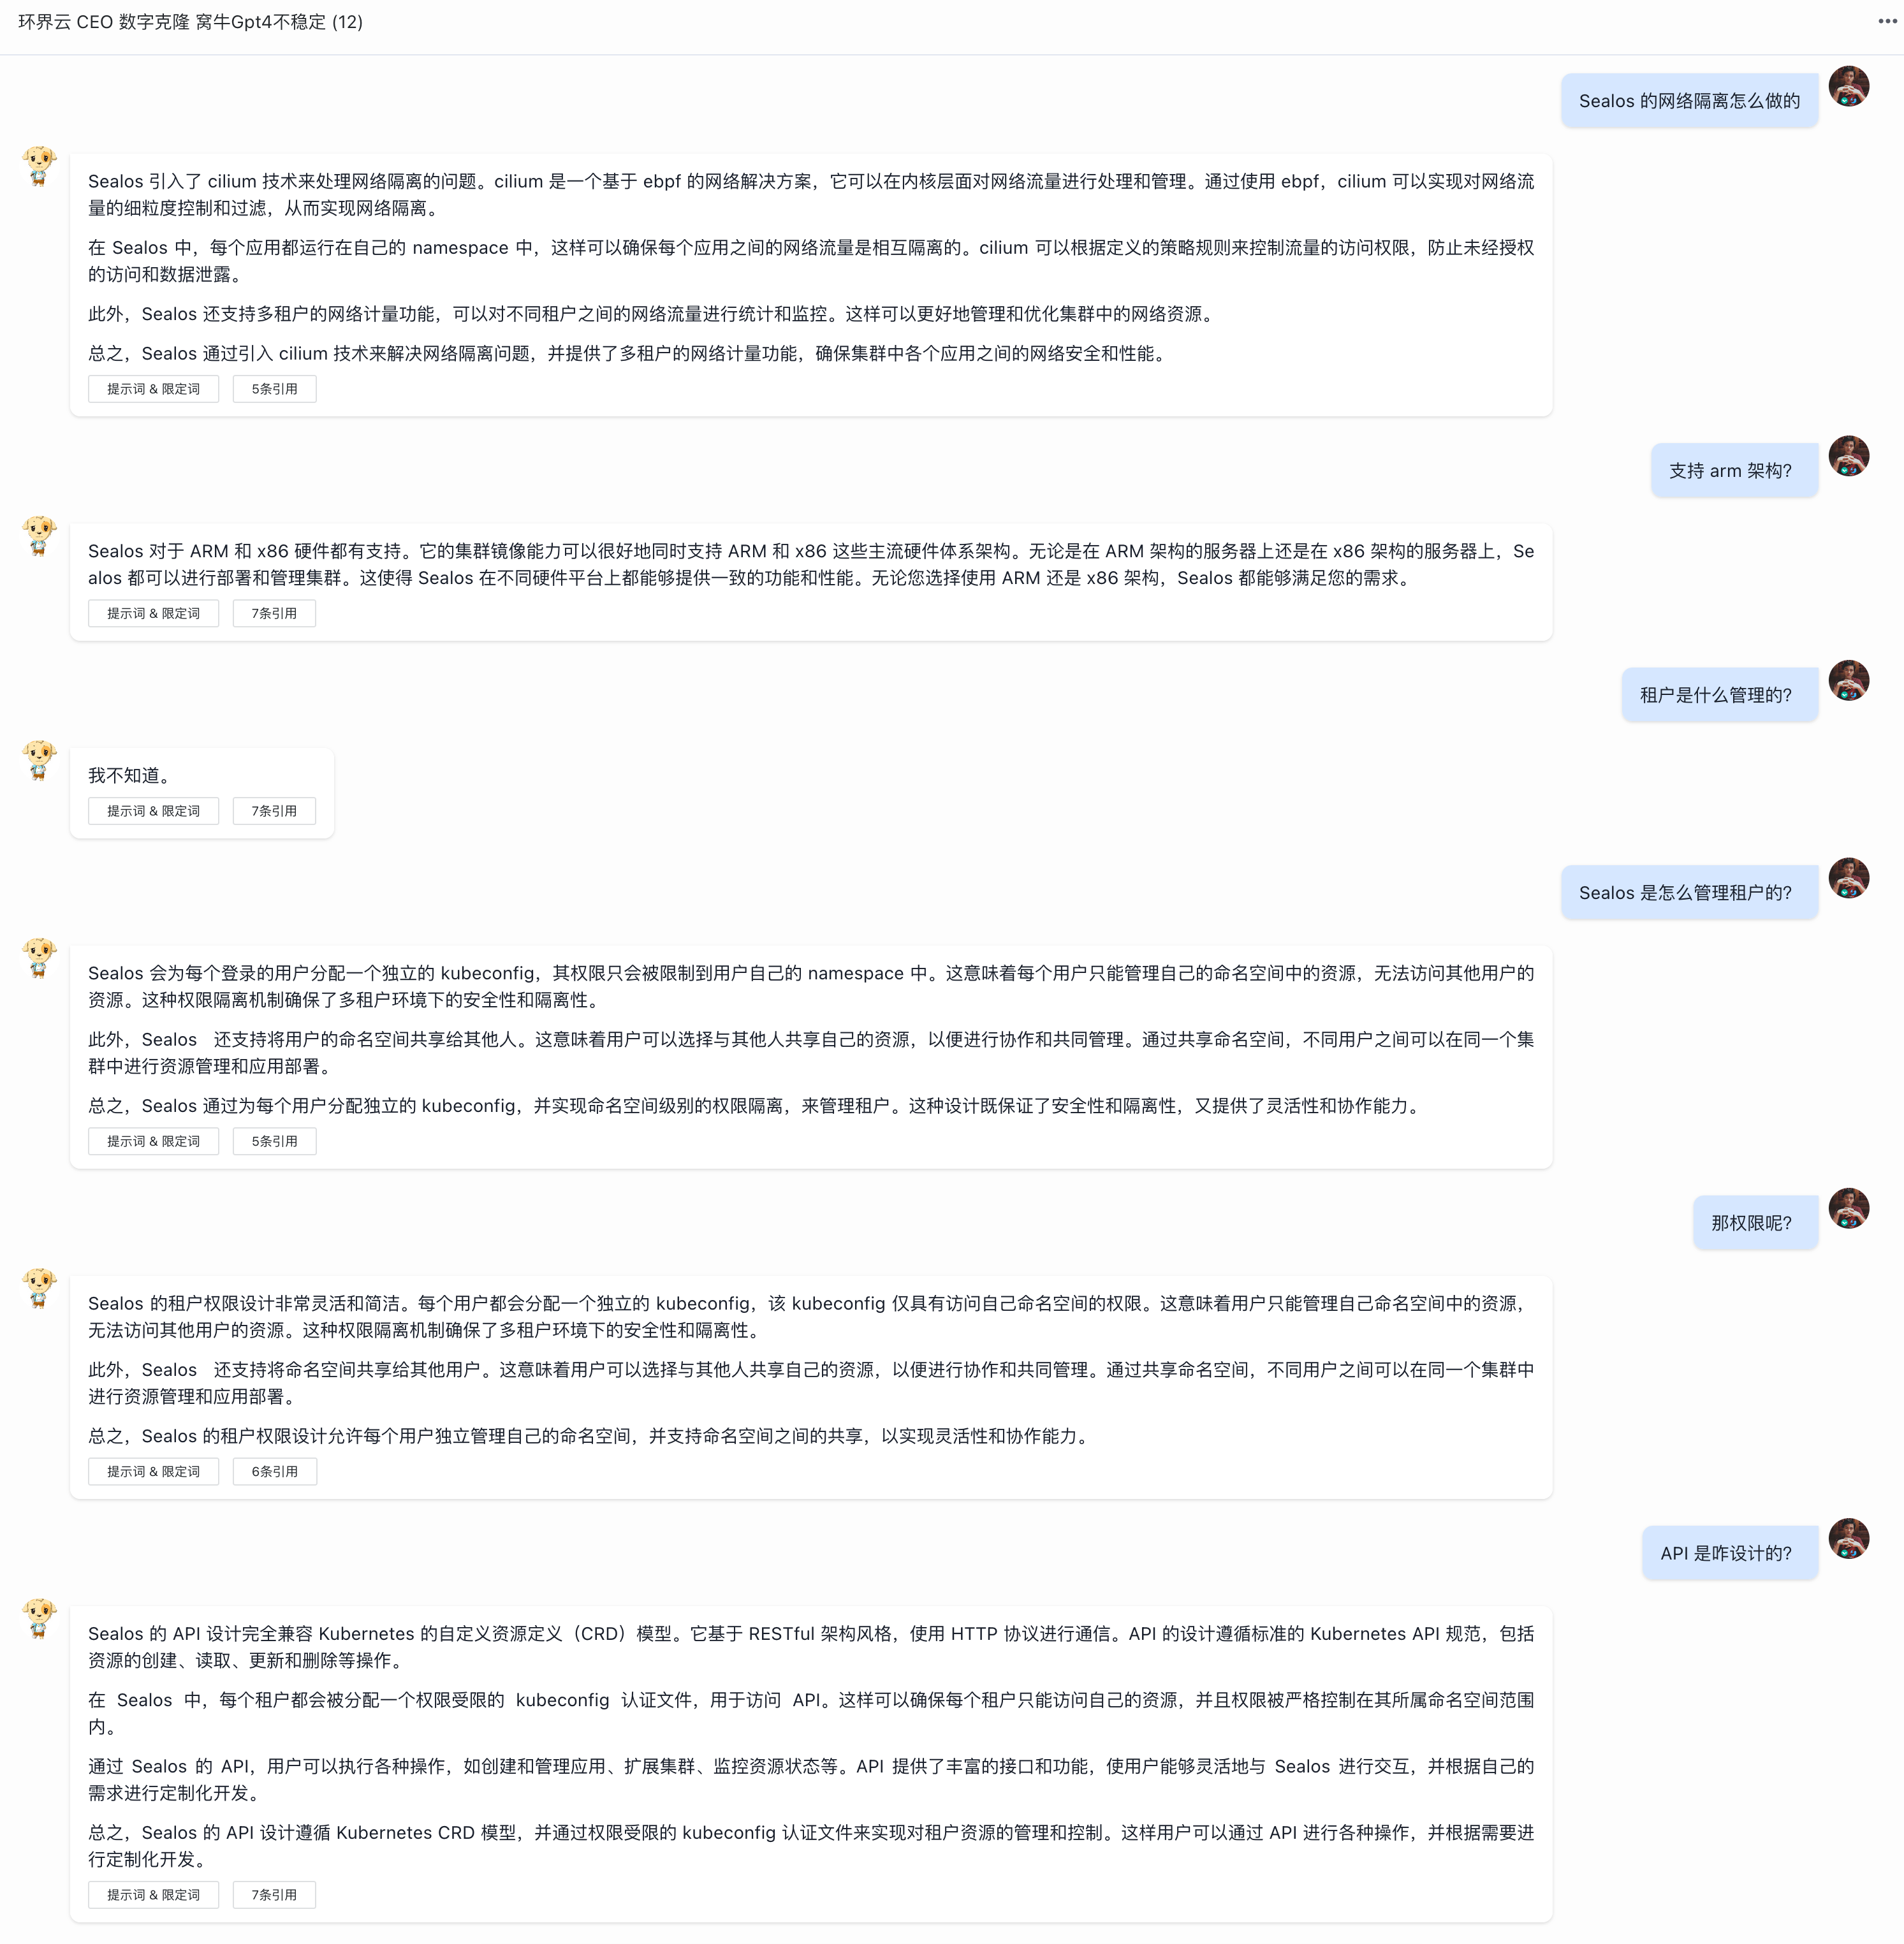 环界云 CEO 数字克隆 窝牛Gpt4不稳定 (12)
Sealos 的网络隔离怎么做的
Sealos 引入了 cilium 技术来处理网络隔离的问题。cilium 是一个基于 ebpf 的网络解决方案，它可以在内核层面对网络流量进行处理和管理。通过使用 ebpf，cilium 可以实现对网络流
量的细粒度控制和过滤，从而实现网络隔离。
在 Sealos 中，每个应用都运行在自己的 namespace 中，这样可以确保每个应用之间的网络流量是相互隔离的。cilium 可以根据定义的策略规则来控制流量的访问权限，防止未经授权
的访问和数据泄露。
此外，Sealos 还支持多租户的网络计量功能，可以对不同租户之间的网络流量进行统计和监控。这样可以更好地管理和优化集群中的网络资源。
总之，Sealos 通过引入 cilium 技术来解决网络隔离问题，并提供了多租户的网络计量功能，确保集群中各个应用之间的网络安全和性能。
提示词 & 限定词 5条引用
支持 arm 架构？
Sealos 对于 ARM 和 x86 硬件都有支持。它的集群镜像能力可以很好地同时支持 ARM 和 x86 这些主流硬件体系架构。无论是在 ARM 架构的服务器上还是在 x86 架构的服务器上，Se
alos 都可以进行部署和管理集群。这使得 Sealos 在不同硬件平台上都能够提供一致的功能和性能。无论您选择使用 ARM 还是 x86 架构，Sealos 都能够满足您的需求。
提示词 & 限定词 7条引用
租户是什么管理的？
我不知道。
提示词 & 限定词 7条引用
Sealos 是怎么管理租户的？
Sealos 会为每个登录的用户分配一个独立的 kubeconfig，其权限只会被限制到用户自己的 namespace 中。这意味着每个用户只能管理自己的命名空间中的资源，无法访问其他用户的
资源。这种权限隔离机制确保了多租户环境下的安全性和隔离性。
此外，Sealos 还支持将用户的命名空间共享给其他人。这意味着用户可以选择与其他人共享自己的资源，以便进行协作和共同管理。通过共享命名空间，不同用户之间可以在同一个集
群中进行资源管理和应用部署。
总之，Sealos 通过为每个用户分配独立的 kubeconfig，并实现命名空间级别的权限隔离，来管理租户。这种设计既保证了安全性和隔离性，又提供了灵活性和协作能力。
提示词 & 限定词 5条引用
那权限呢？
Sealos 的租户权限设计非常灵活和简洁。每个用户都会分配一个独立的 kubeconfig，该 kubeconfig 仅具有访问自己命名空间的权限。这意味着用户只能管理自己命名空间中的资源，
无法访问其他用户的资源。这种权限隔离机制确保了多租户环境下的安全性和隔离性。
此外，Sealos 还支持将命名空间共享给其他用户。这意味着用户可以选择与其他人共享自己的资源，以便进行协作和共同管理。通过共享命名空间，不同用户之间可以在同一个集群中
进行资源管理和应用部署。
总之，Sealos 的租户权限设计允许每个用户独立管理自己的命名空间，并支持命名空间之间的共享，以实现灵活性和协作能力。
提示词 & 限定词 6条引用
API 是咋设计的？
Sealos 的 API 设计完全兼容 Kubernetes 的自定义资源定义（CRD）模型。它基于 RESTful 架构风格，使用 HTTP 协议进行通信。API 的设计遵循标准的 Kubernetes API 规范，包括
资源的创建、读取、更新和删除等操作。
在 Sealos 中，每个租户都会被分配一个权限受限的 kubeconfig 认证文件，用于访问 API。这样可以确保每个租户只能访问自己的资源，并且权限被严格控制在其所属命名空间范围
内。
通过 Sealos 的 API，用户可以执行各种操作，如创建和管理应用、扩展集群、监控资源状态等。API 提供了丰富的接口和功能，使用户能够灵活地与 Sealos 进行交互，并根据自己的
需求进行定制化开发。
总之，Sealos 的 API 设计遵循 Kubernetes CRD 模型，并通过权限受限的 kubeconfig 认证文件来实现对租户资源的管理和控制。这样用户可以通过 API 进行各种操作，并根据需要进
行定制化开发。
提示词 & 限定词 7条引用